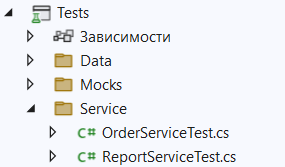 Tests
Зависимости
Data
Mocks
Service
C# OrderServiceTest.cs
C# ReportServiceTest.cs